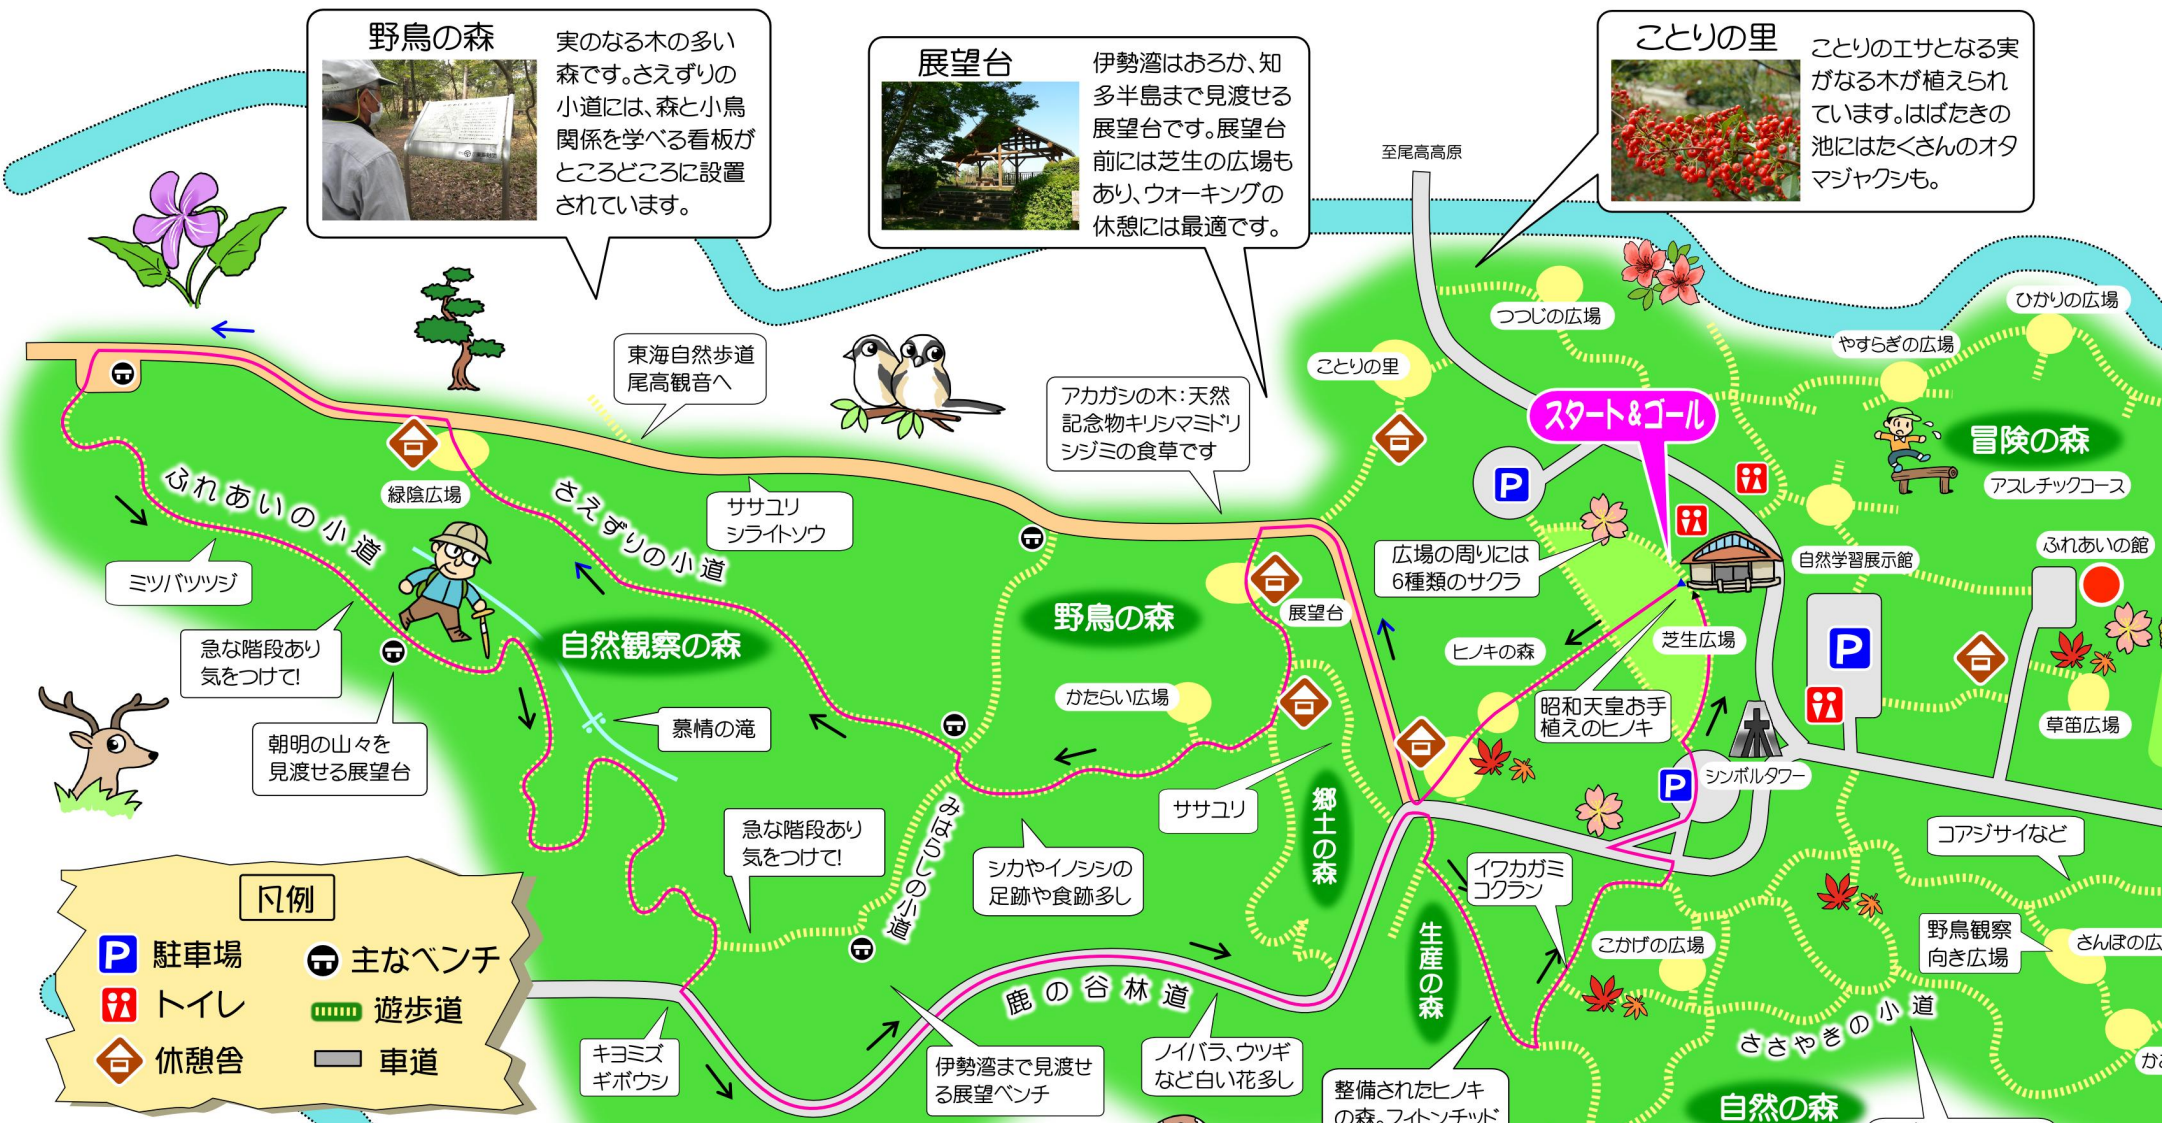 野鳥の森
実のなる木の多い
森です。さえずりの
小道には、森と小鳥
関係を学べる看板が
ところどころに設置
されています。
展望台
伊勢湾はおろか、知
多半島まで見渡せる
展望台です。展望台
前には芝生の広場も
あり、ウォーキングの
休憩には最適です。
ことりの里
ことりのエサとなる実
がなる木が植えられ
ています。はばたきの
池にはたくさんのオタ
マジャクシも。
至尾高高原
つつじの広場
ひかりの広場
やすらぎの広場
ことりの里
東海自然歩道
尾高観音へ
アカガシの木:天然
記念物キリシマミドリ
シジミの食草です
スタート&ゴール
冒険の森
アスレチックコース
緑陰広場
ふれあいの小道
さえずりの小道
ササユリ
シライトソウ
P
広場の周りには
6種類のサクラ
自然学習展示館
ふれあいの館
ミツバツツジ
野鳥の森
展望台
急な階段あり
気をつけて!
自然観察の森
ヒノキの森
芝生広場
P
かたらい広場
昭和天皇お手
植えのヒノキ
草笛広場
慕情の滝
朝明の山々を
見渡せる展望台
シンボルタワー
P
ササユリ
郷土の森
みはらしの小道
急な階段あり
気をつけて!
シカやイノシシの
足跡や食跡多し
イワカガミ
コクラン
コアジサイなど
凡例
P 駐車場
主なベンチ
トイレ
遊歩道
休憩舎
車道
生産の森
こかげの広場
野鳥観察
向き広場
さんぽの広
鹿の谷林道
ささやきの小道
キヨミズ
ギボウシ
伊勢湾まで見渡せ
る展望ベンチ
ノイバラ、ウツギ
など白い花多し
整備されたヒノキ
の森。フィトンチッド
自然の森